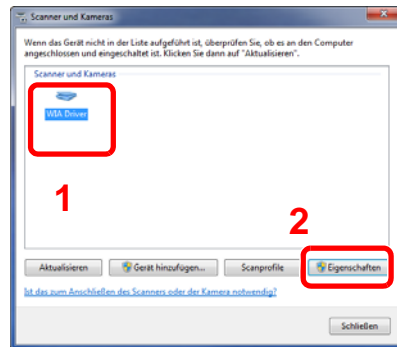 Scanner und Kameras
Wenn das Gerät nicht in der Liste aufgeführt ist, überprüfen Sie, ob es an den Computer
angeschlossen und eingeschaltet ist. Klicken Sie dann auf "Aktualisieren".
Scanner und Kameras
WIA Driver
1
2
Aktualisieren Gerät hinzufügen... Scanprofile Eigenschaften
Ist das zum Anschließen des Scanners oder der Kamera notwendig?
Schließen